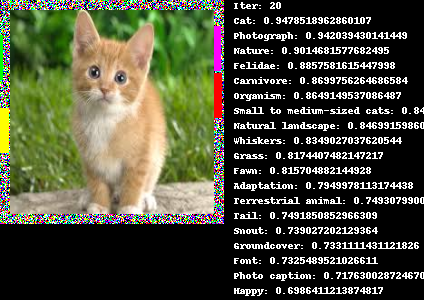 Iter: 20
Cat: 0.9478518962860107
Photograph: 0.942039430141449
Nature: 0.9014681577682495
Felidae: 0.8857581615447998
Carnivore: 0.8699756264686584
Organism: 0.8649149537086487
Small to medium-sized cats: 0.84
Natural landscape: 0.84699159860
Whiskers: 0.8349027037620544
Grass: 0.8174407482147217
Fawn: 0.815704882144928
Adaptation: 0.7949978113174438
Terrestrial animal: 0.7493079900
Tail: 0.7491850852966309
Snout: 0.739027202129364
Groundcover: 0.7331111431121826
Font: 0.7325489521026611
Photo caption: 0.717630028724670
Happy: 0.6986411213874817